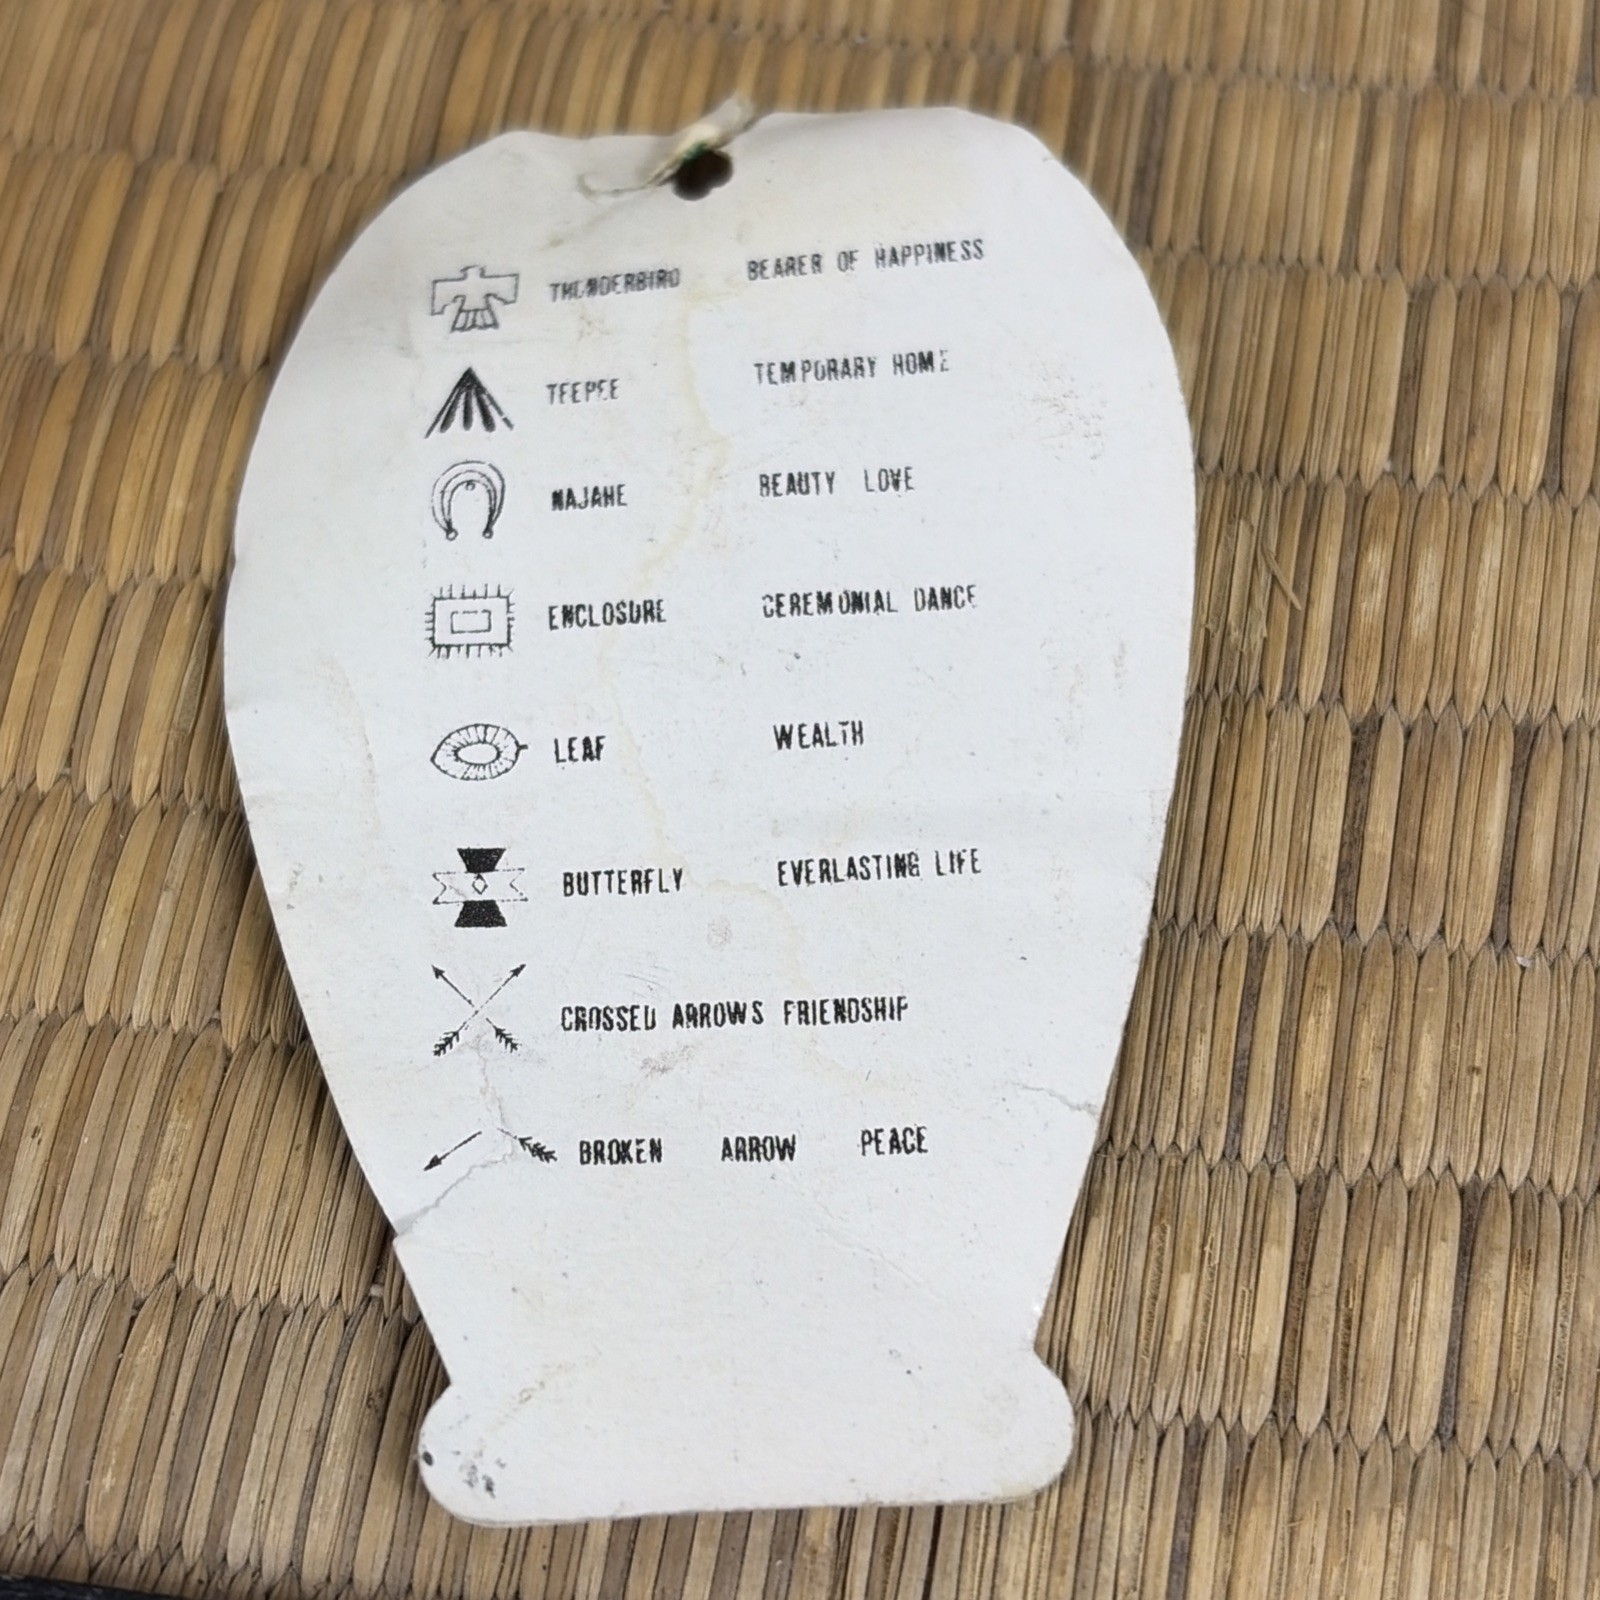 THUNDERBIRD BEARER OF HAPPINESS
TEEPEE TEMPORARY HOME
NAJAHE BEAUTY LOVE
ENCLOSURE CEREMONIAL DANCE
LEAF WEALTH
BUTTERFLY EVERLASTING LIFE
CROSSED ARROWS FRIENDSHIP
BROKEN ARROW PEACE